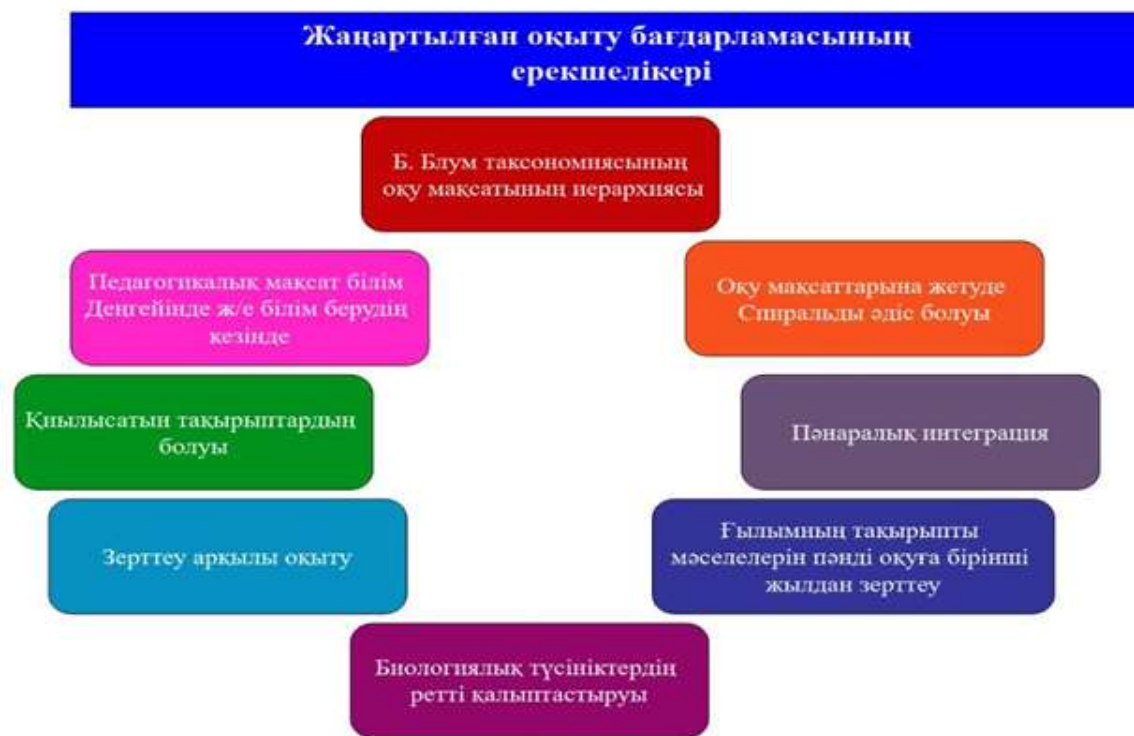 Жаңартылған оқыту бағдарламасының
ерекшелікері
Б. Блум таксономиясының
оқу мақсатының иерархиясы
Педагогикалық мақсат білім
Деңгейінде ж/е білім берудің
кезінде
Оқу мақсаттарына жетуде
Спиральды әдіс болуы
Қиылысатын тақырыптардың
болуы
Пәнаралық интеграция
Зерттеу арқылы оқыту
Ғылымның тақырыпты
мәселелерін пәнді оқуға бірінші
жылдан зерттеу
Биологиялық түсініктердің
ретті қалыптастыруы